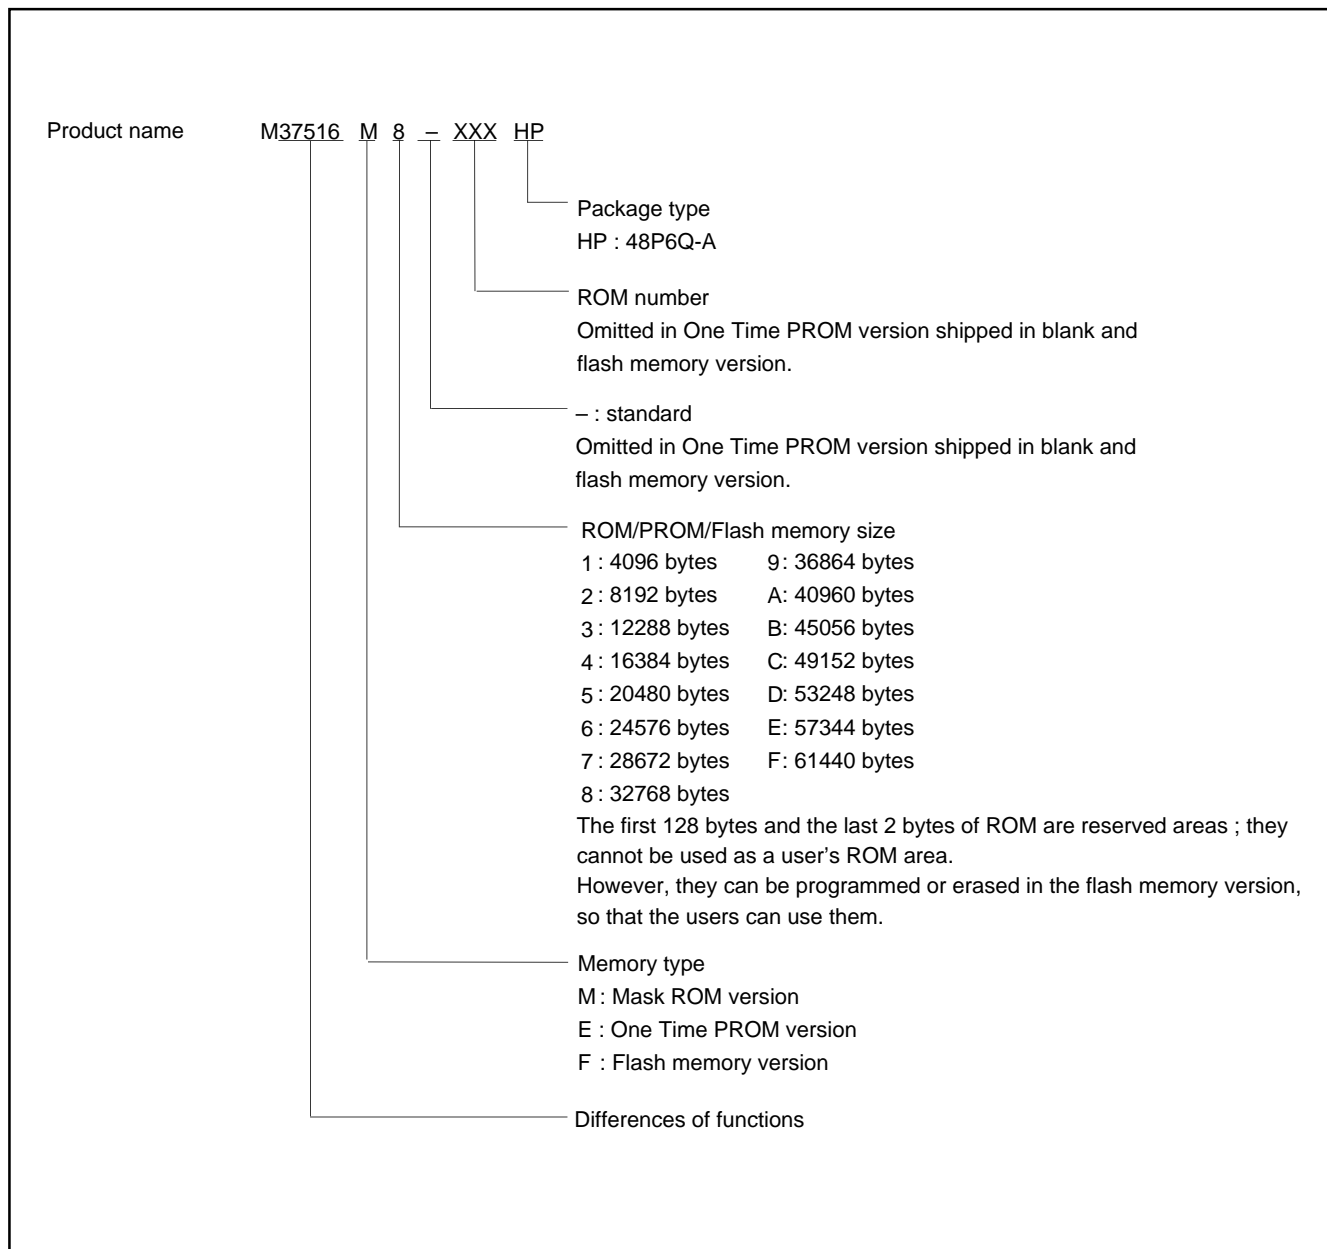 Product name M37516 M 8 – XXX HP
Package type
HP : 48P6Q-A
ROM number
Omitted in One Time PROM version shipped in blank and
flash memory version.
– : standard
Omitted in One Time PROM version shipped in blank and
flash memory version.
ROM/PROM/Flash memory size
1 : 4096 bytes 9: 36864 bytes
2 : 8192 bytes A: 40960 bytes
3 : 12288 bytes B: 45056 bytes
4 : 16384 bytes C: 49152 bytes
5 : 20480 bytes D: 53248 bytes
6 : 24576 bytes E: 57344 bytes
7 : 28672 bytes F: 61440 bytes
8 : 32768 bytes
The first 128 bytes and the last 2 bytes of ROM are reserved areas ; they
cannot be used as a user’s ROM area.
However, they can be programmed or erased in the flash memory version,
so that the users can use them.
Memory type
M : Mask ROM version
E : One Time PROM version
F : Flash memory version
Differences of functions